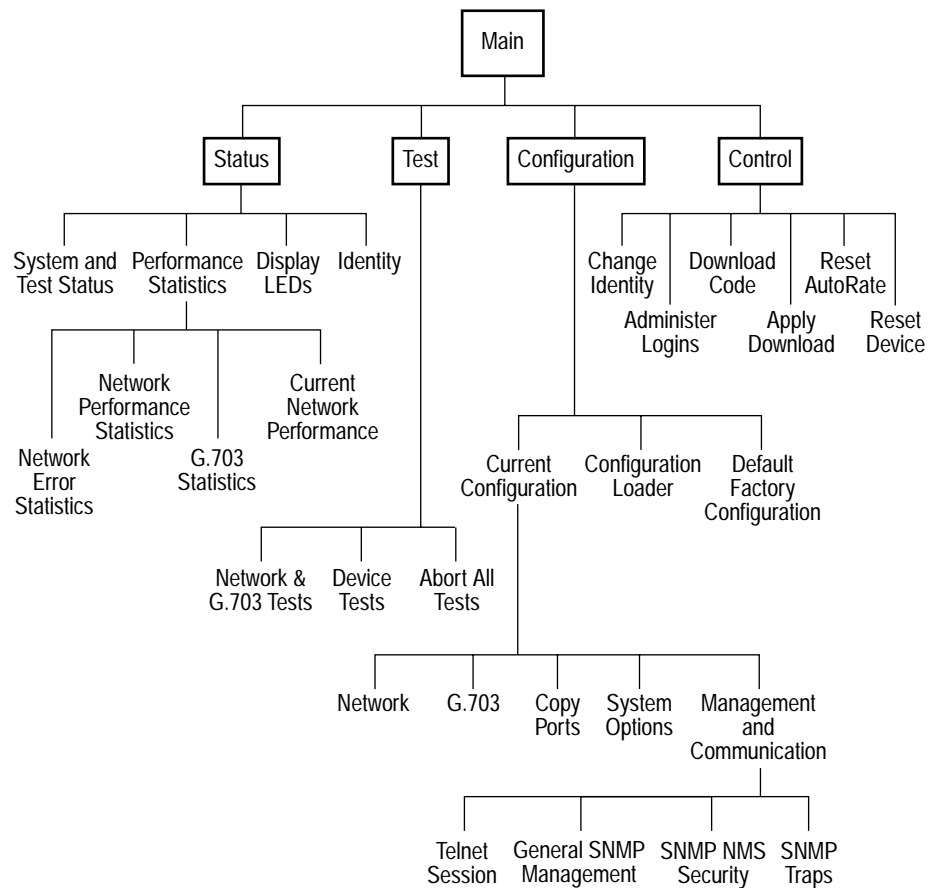 Main
Status
Test
Configuration
Control
System and
Test Status
Performance
Statistics
Display
LEDs
Identity
Change
Identity
Administer
Logins
Download
Code
Apply
Download
Reset
AutoRate
Reset
Device
Network
Error
Statistics
Network
Performance
Statistics
G.703
Statistics
Current
Network
Performance
Current
Configuration
Configuration
Loader
Default
Factory
Configuration
Network &
G.703 Tests
Device
Tests
Abort All
Tests
Network
G.703
Copy
Ports
System
Options
Management
and
Communication
Telnet
Session
General SNMP
Management
SNMP NMS
Security
SNMP
Traps